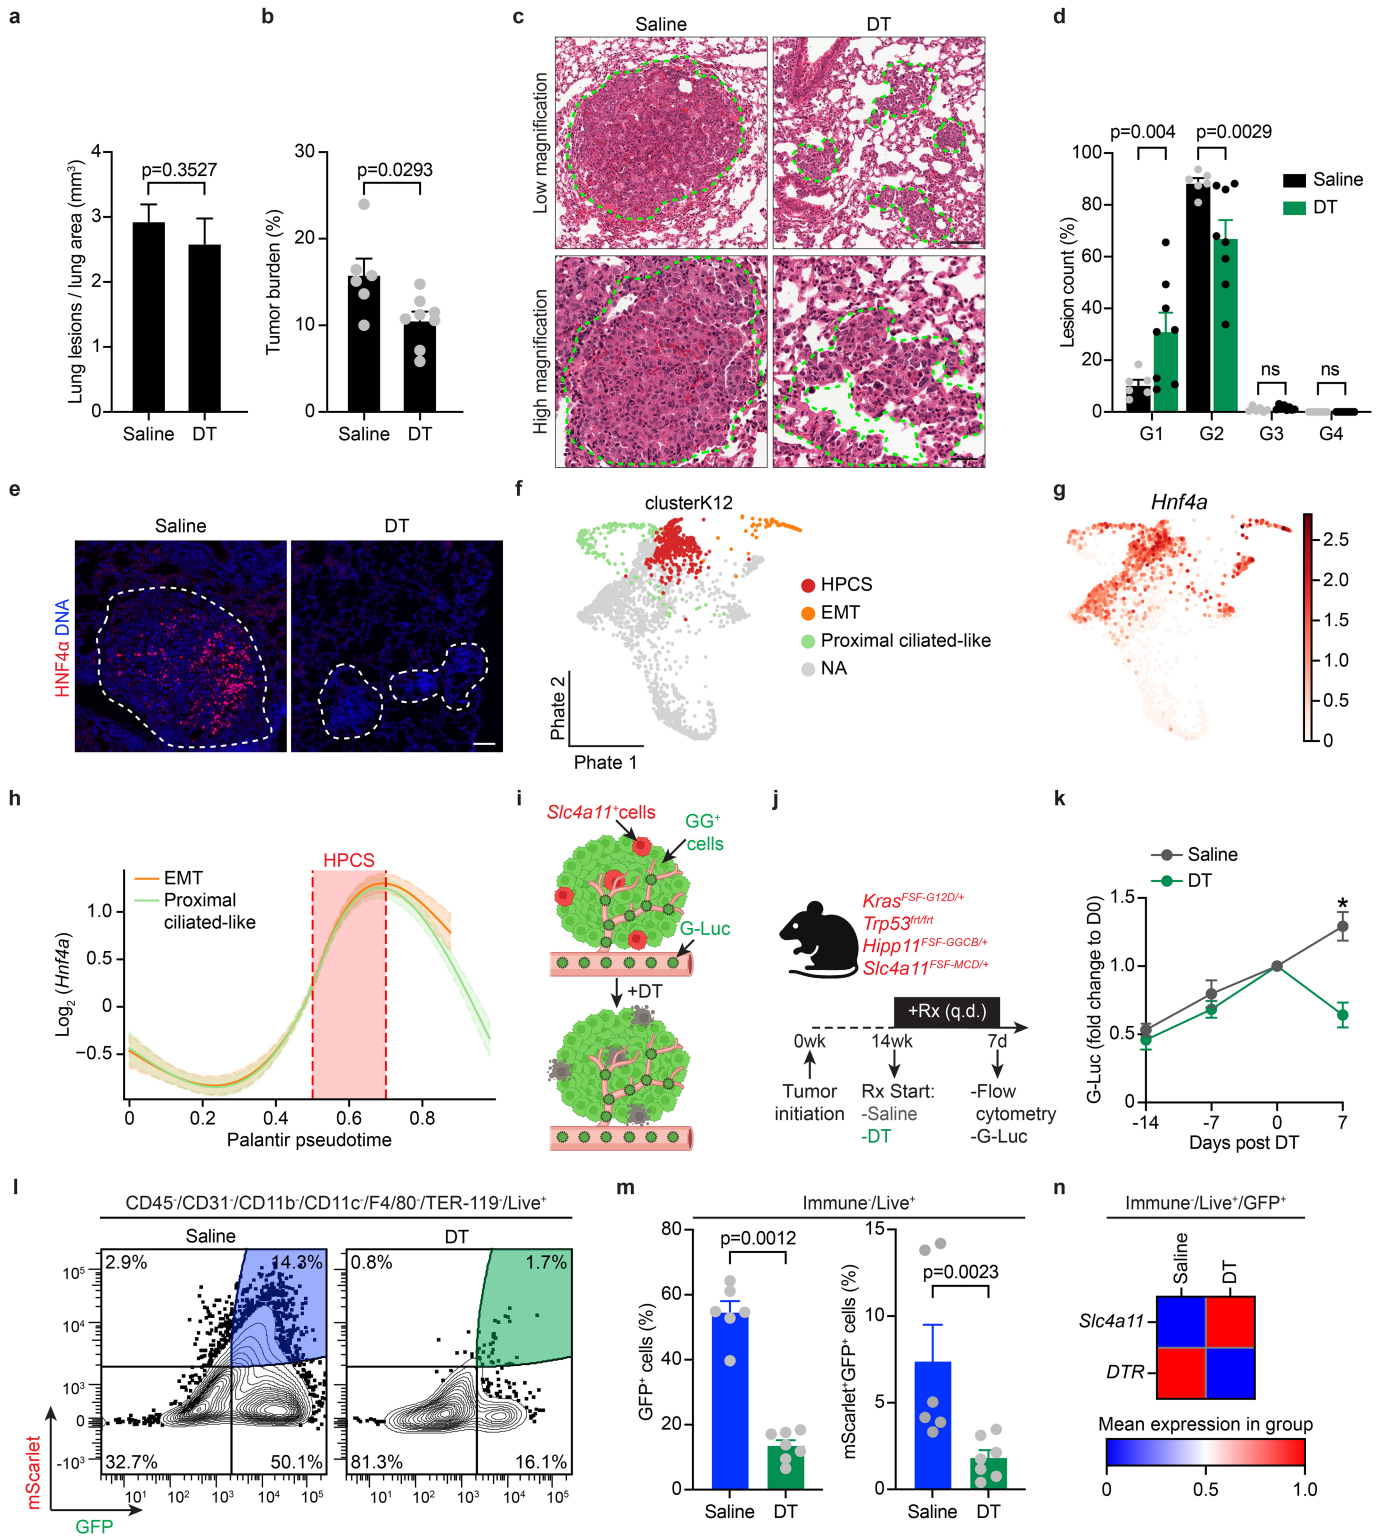 a
Lung lesions / lung area (mm³)
4
3
2
1
0
p=0.3527
Saline
DT
b
Tumor burden (%)
30
20
10
0
p=0.0293
Saline
DT
c
Saline
DT
Low magnification
High magnification
d
Lesion count (%)
p=0.004
p=0.0029
100
80
60
40
20
0
ns
ns
G1
G2
G3
G4
Saline
DT
e
Saline
DT
HNF4α DNA
f
clusterK12
HPCS
EMT
Proximal ciliated-like
NA
Phate 2
Phate 1
g
Hnf4a
2.5
2.0
1.5
1.0
0.5
0
h
HPCS
EMT
Proximal
ciliated-like
Log₂ (Hnf4a)
1.0
0.5
0
−0.5
0
0.2
0.4
0.6
0.8
Palantir pseudotime
i
Slc4a11⁺cells
GG⁺
cells
G-Luc
+DT
j
Kras^FSF-G12D/+
Trp53^frt/frt
Hipp11^FSF-GGCB/+
Slc4a11^FSF-MCD/+
+Rx (q.d.)
0wk
14wk
7d
Tumor
initiation
Rx Start:
-Saline
-DT
-Flow
cytometry
-G-Luc
k
Saline
DT
G-Luc (fold change to D0)
1.5
1.0
0.5
0
*
-14
-7
0
7
Days post DT
l
CD45⁻/CD31⁻/CD11b⁻/CD11c⁻/F4/80⁻/TER-119⁻/Live⁺
Saline
DT
2.9%
14.3%
32.7%
50.1%
0.8%
1.7%
81.3%
16.1%
10⁵
10⁴
10³
0
-10³
10¹
10²
10³
10⁴
10⁵
10¹
10²
10³
10⁴
10⁵
mScarlet
GFP
m
Immune⁻/Live⁺
GFP⁺ cells (%)
80
60
40
20
0
p=0.0012
Saline
DT
mScarlet⁺GFP⁺ cells (%)
15
10
5
0
p=0.0023
Saline
DT
n
Immune⁻/Live⁺/GFP⁺
Saline
DT
Slc4a11
DTR
Mean expression in group
0
0.5
1.0